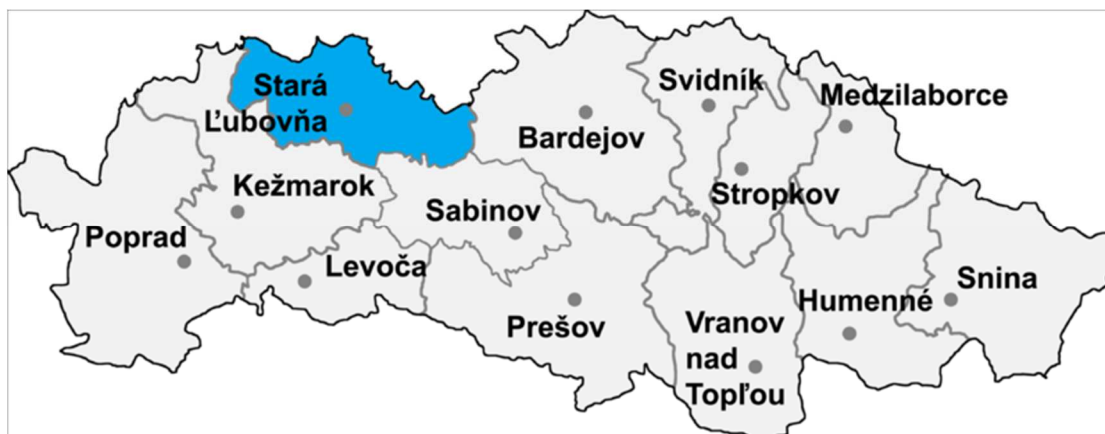 Stará
Ľubovňa
Svidník
Medzilaborce
Bardejov
Kežmarok
Stropkov
Sabinov
Poprad
Levoča
Snina
Humenné
Prešov
Vranov
nad
Topľou